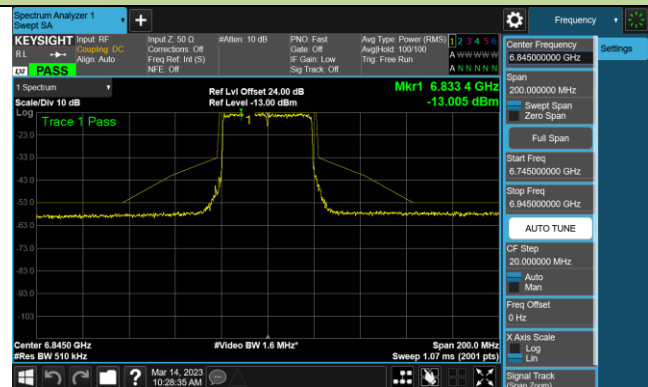 Spectrum Analyzer 1
Swept SA
Frequency
KEYSIGHT
RL
PASS
Input: RF
Coupling: DC
Align: Auto
Input Z: 50 Ω
Corrections: Off
Freq Ref: Int (S)
NFE: Off
#Atten: 10 dB
PNO: Fast
Gate: Off
IF Gain: Low
Sig Track: Off
Avg Type: Power (RMS)
Avg|Hold: 100/100
Trig: Free Run
1 2 3 4 5 6
A W W W W W
A N N N N N
1 Spectrum
Scale/Div 10 dB
Ref Lvl Offset 24.00 dB
Ref Level -13.00 dBm
Mkr1 6.833 4 GHz
-13.005 dBm
Log
Trace 1 Pass
1
-23.0
-33.0
-43.0
-53.0
-63.0
-73.0
-83.0
-93.0
-103
Center 6.8450 GHz
#Res BW 510 kHz
#Video BW 1.6 MHz*
Span 200.0 MHz
Sweep 1.07 ms (2001 pts)
Mar 14, 2023
10:28:35 AM
Center Frequency
6.845000000 GHz
Span
200.000000 MHz
Swept Span
Zero Span
Full Span
Start Freq
6.745000000 GHz
Stop Freq
6.945000000 GHz
AUTO TUNE
CF Step
20.000000 MHz
Auto
Man
Freq Offset
0 Hz
X Axis Scale
Log
Lin
Signal Track
(Span Zoom)
Settings